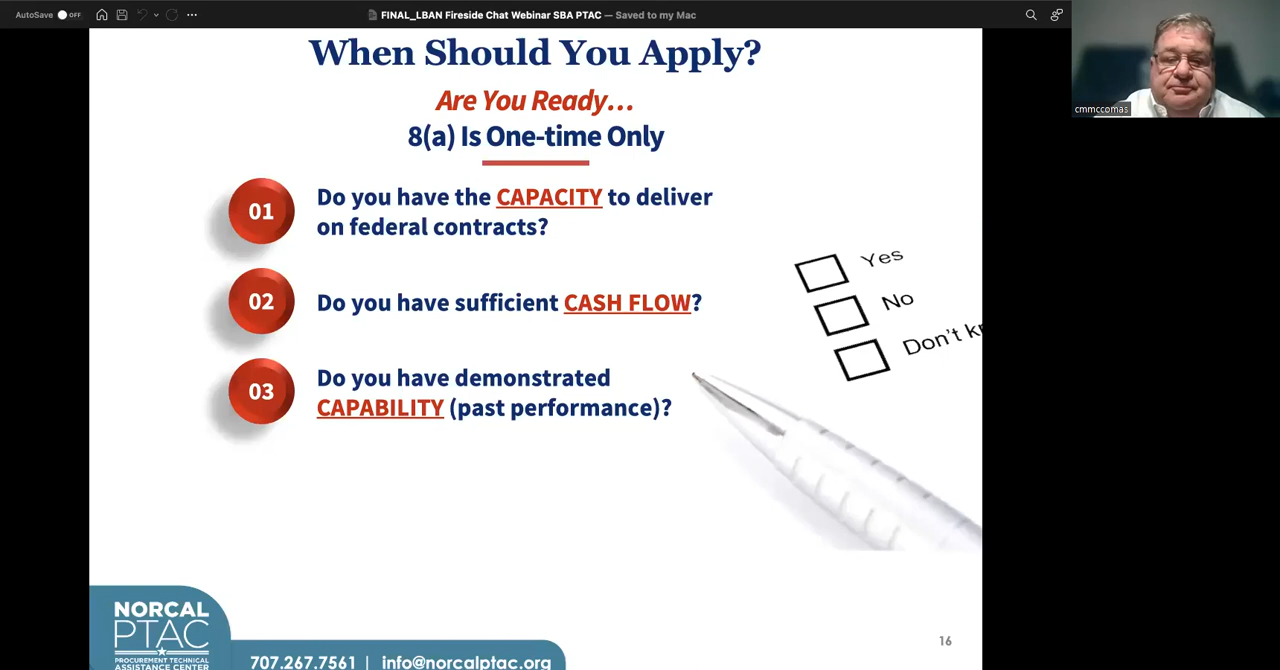 AutoSave OFF
FINAL_LBAN Fireside Chat Webinar SBA PTAC — Saved to my Mac
cmmccomas
When Should You Apply?
Are You Ready…
8(a) Is One-time Only
01
Do you have the CAPACITY to deliver
on federal contracts?
02
Do you have sufficient CASH FLOW?
03
Do you have demonstrated
CAPABILITY (past performance)?
Yes
No
Don't
NORCAL
PTAC
PROCUREMENT TECHNICAL
ASSISTANCE CENTER
707.267.7561 | info@norcalptac.org
16